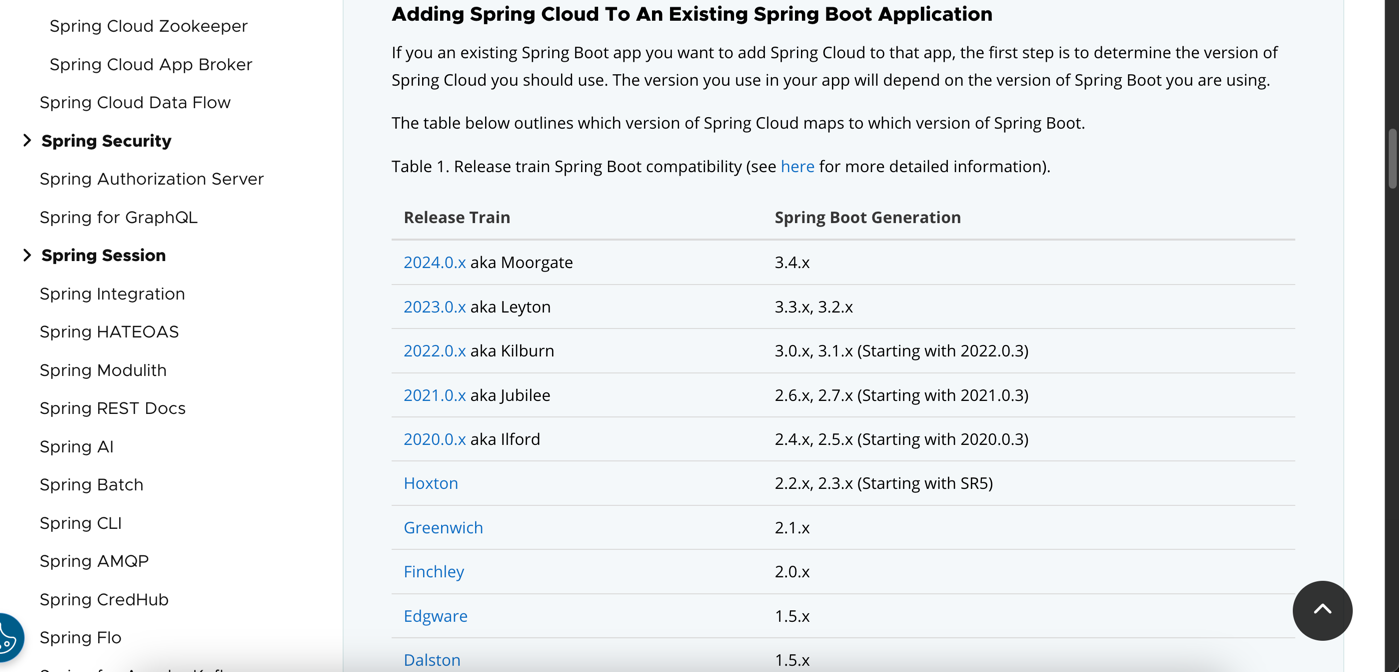 Spring Cloud Zookeeper
Spring Cloud App Broker
Spring Cloud Data Flow
Spring Security
Spring Authorization Server
Spring for GraphQL
Spring Session
Spring Integration
Spring HATEOAS
Spring Modulith
Spring REST Docs
Spring AI
Spring Batch
Spring CLI
Spring AMQP
Spring CredHub
Spring Flo
Adding Spring Cloud To An Existing Spring Boot Application
If you an existing Spring Boot app you want to add Spring Cloud to that app, the first step is to determine the version of
Spring Cloud you should use. The version you use in your app will depend on the version of Spring Boot you are using.
The table below outlines which version of Spring Cloud maps to which version of Spring Boot.
Table 1. Release train Spring Boot compatibility (see here for more detailed information).
Release Train Spring Boot Generation
2024.0.x aka Moorgate 3.4.x
2023.0.x aka Leyton 3.3.x, 3.2.x
2022.0.x aka Kilburn 3.0.x, 3.1.x (Starting with 2022.0.3)
2021.0.x aka Jubilee 2.6.x, 2.7.x (Starting with 2021.0.3)
2020.0.x aka Ilford 2.4.x, 2.5.x (Starting with 2020.0.3)
Hoxton 2.2.x, 2.3.x (Starting with SR5)
Greenwich 2.1.x
Finchley 2.0.x
Edgware 1.5.x
Dalston 1.5.x